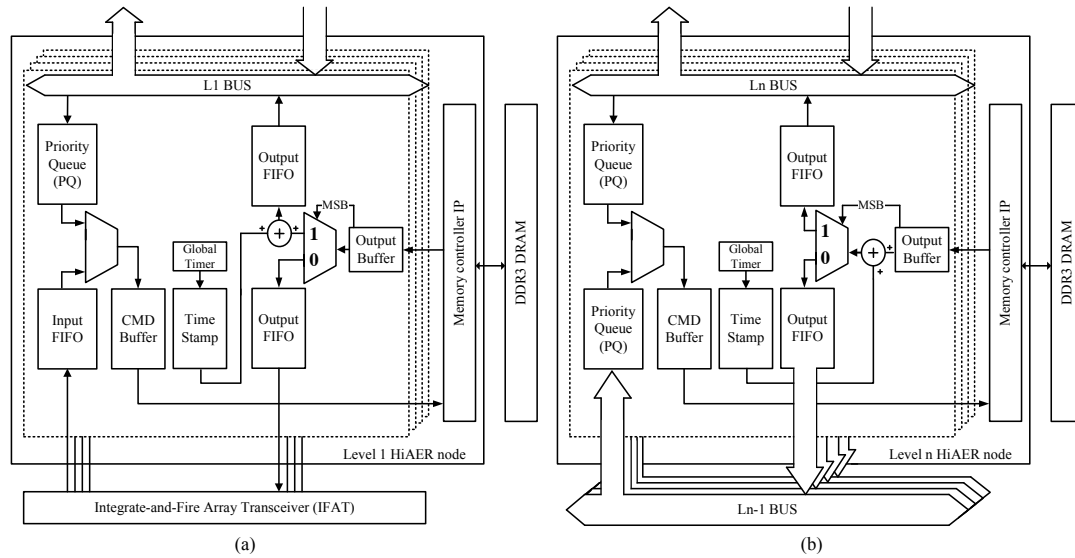 L1 BUS
Priority
Queue
(PQ)
Output
FIFO
MSB
+
+
+
1
0
Output
Buffer
Global
Timer
Input
FIFO
CMD
Buffer
Time
Stamp
Output
FIFO
Memory controller IP
DDR3 DRAM
Level 1 HiAER node
Integrate-and-Fire Array Transceiver (IFAT)
(a)
Ln BUS
Priority
Queue
(PQ)
Output
FIFO
MSB
1
0
+
+
+
Output
Buffer
Global
Timer
Priority
Queue
(PQ)
CMD
Buffer
Time
Stamp
Output
FIFO
Memory controller IP
DDR3 DRAM
Level n HiAER node
Ln-1 BUS
(b)